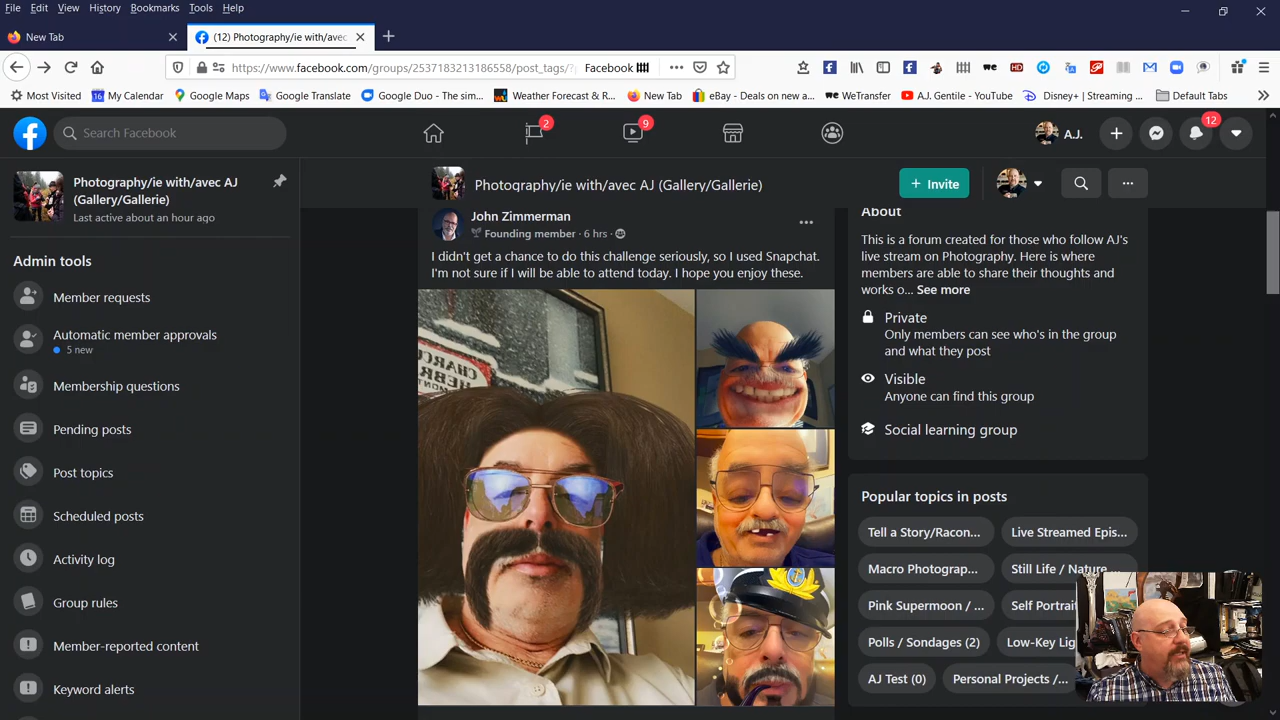 File Edit View History Bookmarks Tools Help
New Tab
(12) Photography/ie with/avec
https://www.facebook.com/groups/2537183213186558/post_tags/? Facebook
Most Visited
16 My Calendar
Google Maps
Google Translate
Google Duo - The sim...
Weather Forecast & R...
New Tab
eBay - Deals on new a...
WeTransfer
A.J. Gentile - YouTube
Disney+ | Streaming ...
Default Tabs
HD
Search Facebook
2
9
A.J.
12
Photography/ie with/avec AJ
(Gallery/Gallerie)
Last active about an hour ago
Admin tools
Member requests
Automatic member approvals
5 new
Membership questions
Pending posts
Post topics
Scheduled posts
Activity log
Group rules
Member-reported content
Keyword alerts
Photography/ie with/avec AJ (Gallery/Gallerie)
+ Invite
John Zimmerman
Founding member · 6 hrs ·
I didn't get a chance to do this challenge seriously, so I used Snapchat.
I'm not sure if I will be able to attend today. I hope you enjoy these.
About
This is a forum created for those who follow AJ's
live stream on Photography. Here is where
members are able to share their thoughts and
works o... See more
Private
Only members can see who's in the group
and what they post
Visible
Anyone can find this group
Social learning group
Popular topics in posts
Tell a Story/Racon...
Live Streamed Epis...
Macro Photograp...
Still Life / Nature...
Pink Supermoon / ...
Self Portrai
Polls / Sondages (2)
Low-Key Lig
AJ Test (0)
Personal Projects /...